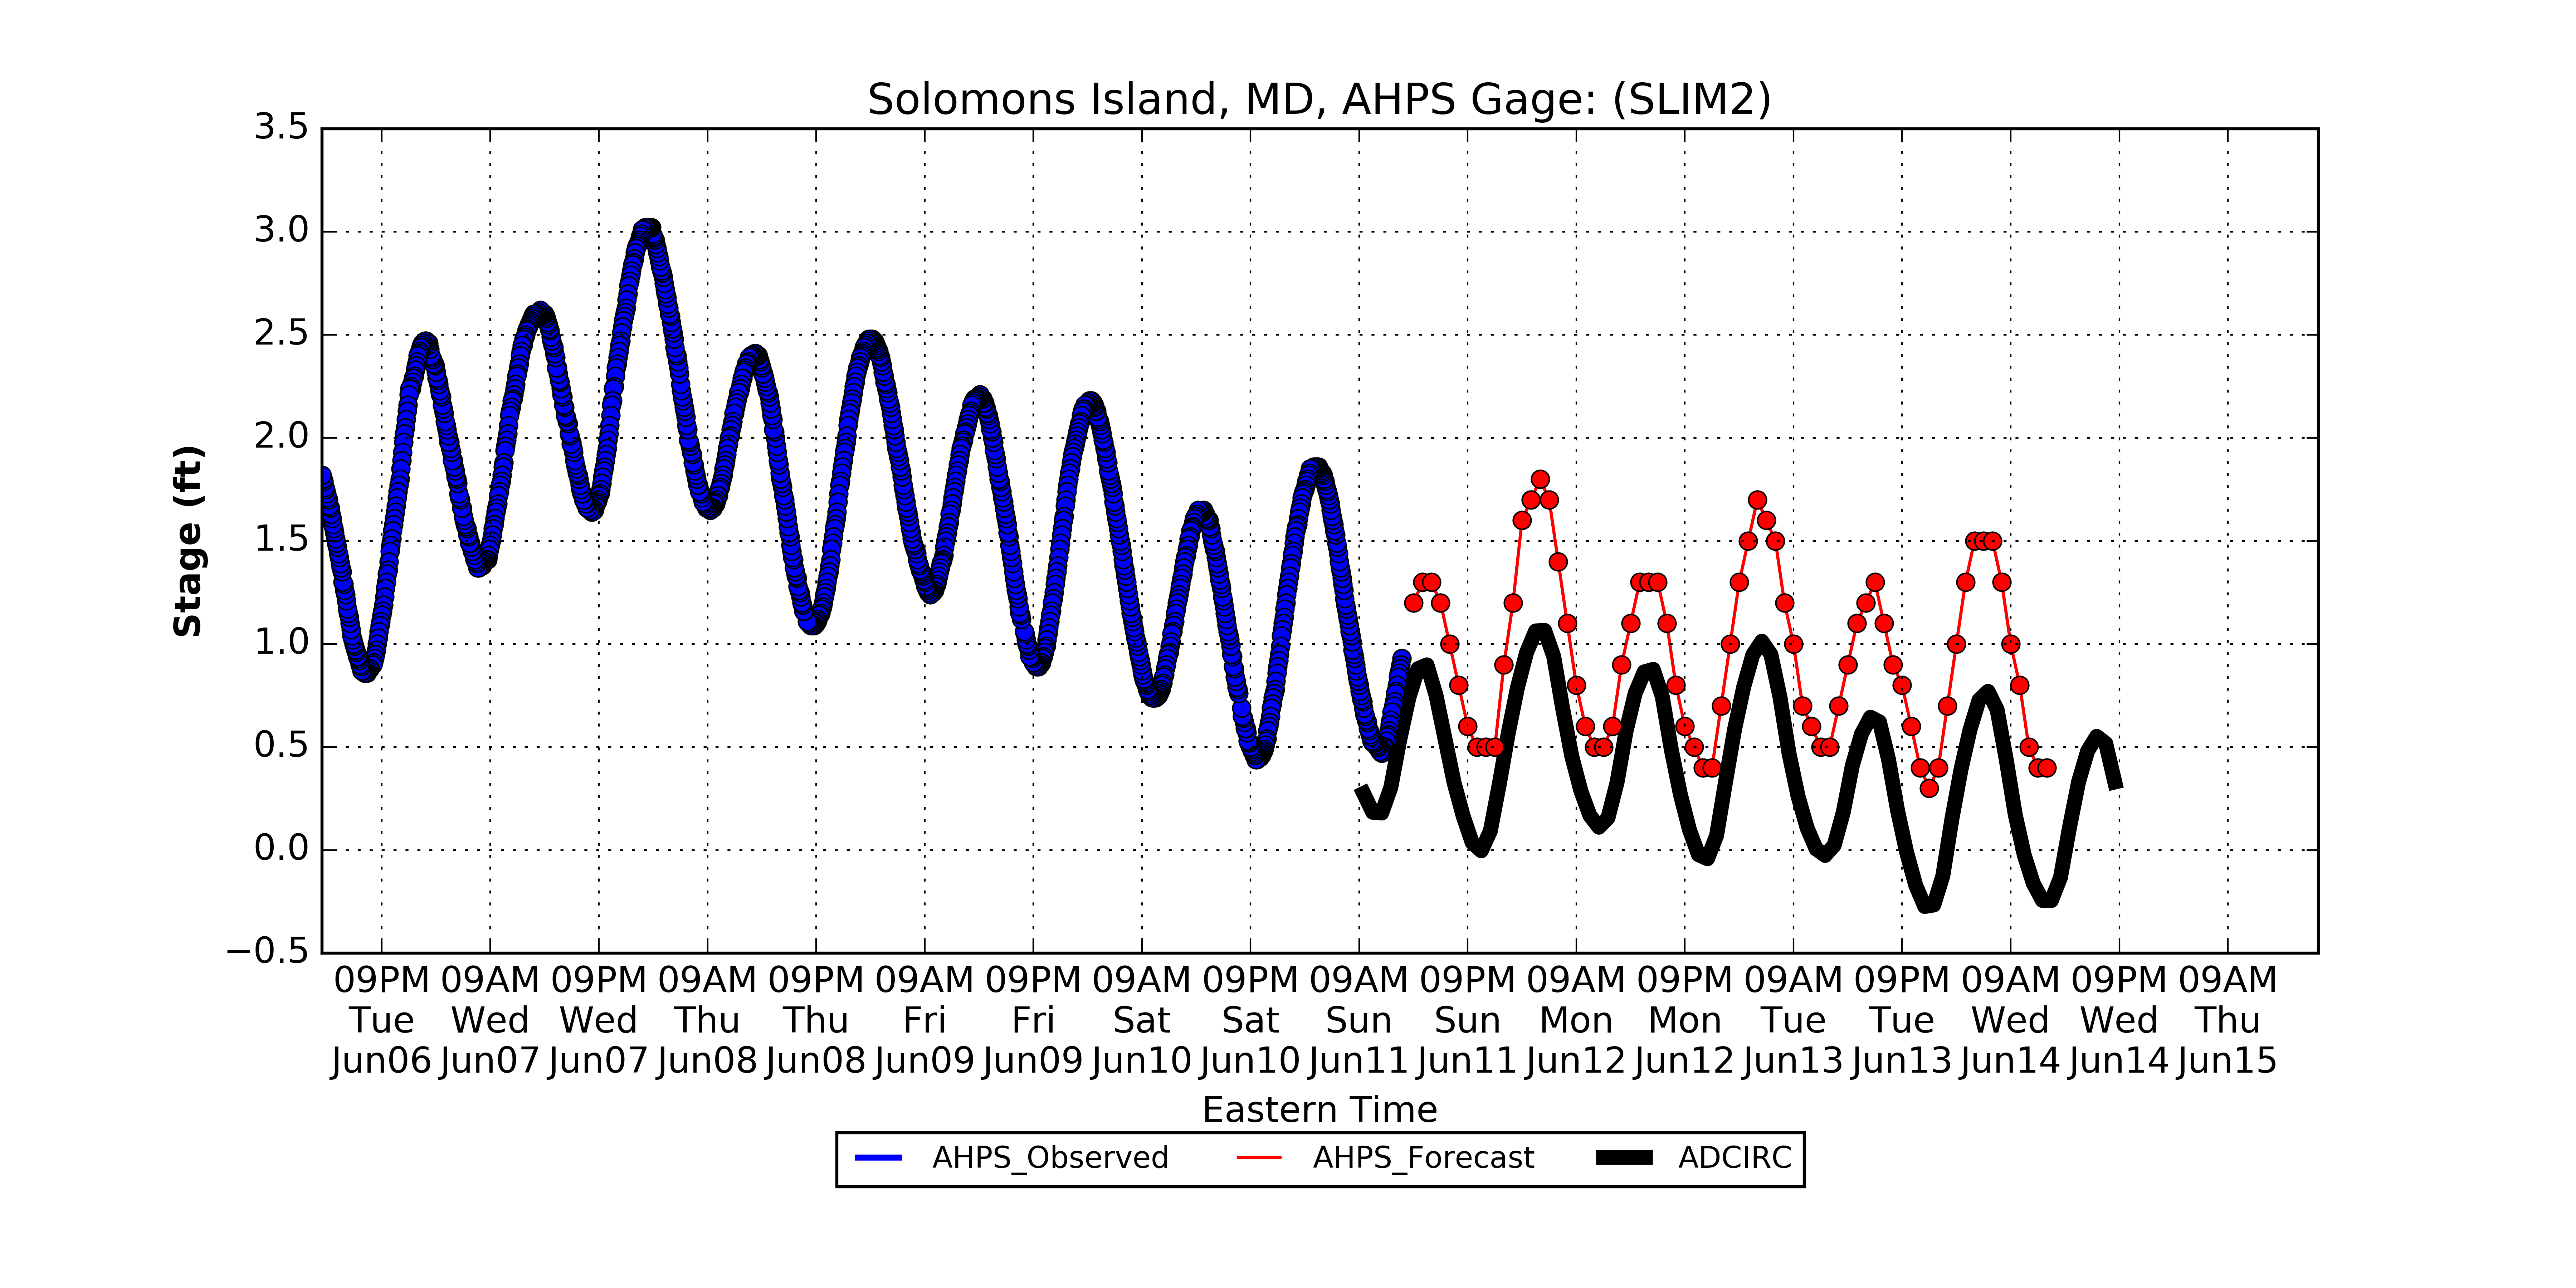 Solomons Island, MD, AHPS Gage: (SLIM2)
3.5
3.0
2.5
2.0
1.5
1.0
0.5
0.0
−0.5
Stage (ft)
09PM 09AM 09PM 09AM 09PM 09AM 09PM 09AM 09PM 09AM 09PM 09AM 09PM 09AM 09PM 09AM 09PM 09AM
Tue Wed Wed Thu Thu Fri Fri Sat Sat Sun Sun Mon Mon Tue Tue Wed Wed Thu
Jun06 Jun07 Jun07 Jun08 Jun08 Jun09 Jun09 Jun10 Jun10 Jun11 Jun11 Jun12 Jun12 Jun13 Jun13 Jun14 Jun14 Jun15
Eastern Time
AHPS_Observed AHPS_Forecast ADCIRC